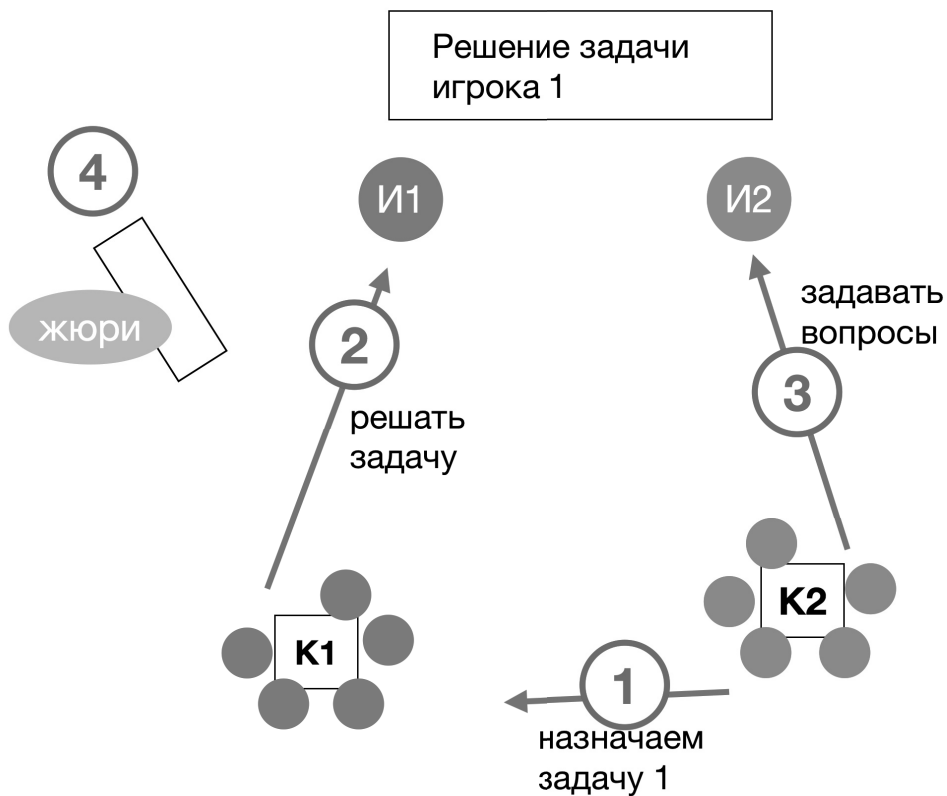 Решение задачи
игрока 1
4
И1
И2
жюри
2
решать
задачу
задавать
вопросы
3
К1
К2
1
назначаем
задачу 1